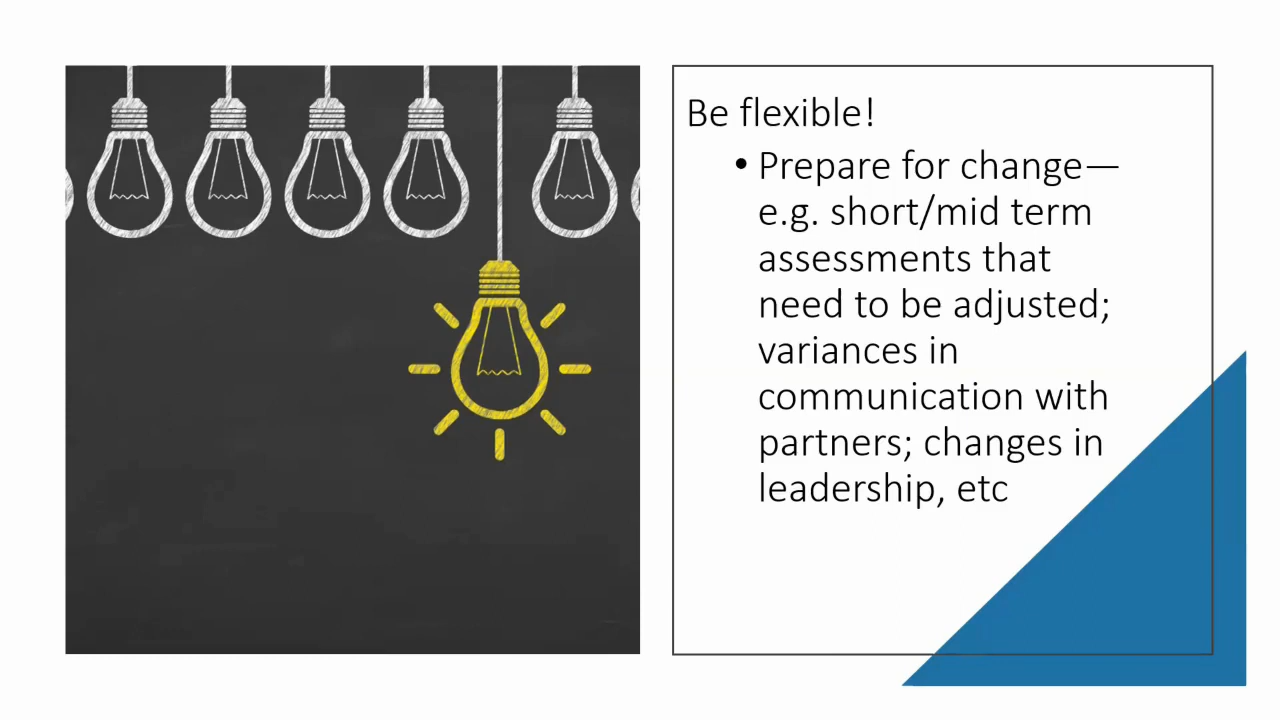 Be flexible!
• Prepare for change—
e.g. short/mid term
assessments that
need to be adjusted;
variances in
communication with
partners; changes in
leadership, etc